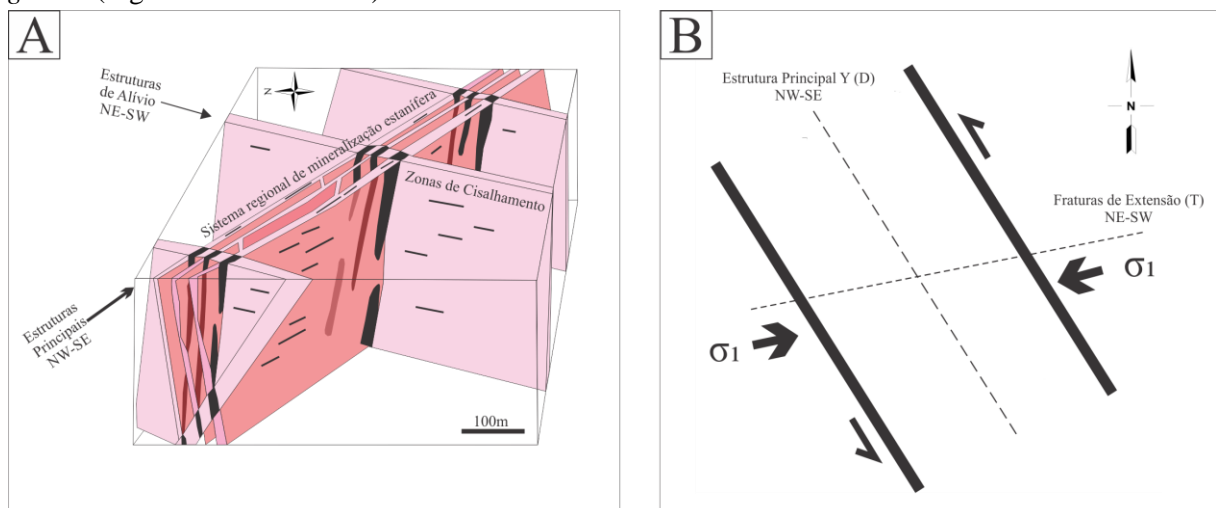 A
Estruturas
de Alívio
NE-SW
Z
Sistema regional de mineralização estanífera
Zonas de Cisalhamento
Estruturas
Principais
NW-SE
100m
B
Estrutura Principal Y (D)
NW-SE
N
Fraturas de Extensão (T)
NE-SW
σ1
σ1